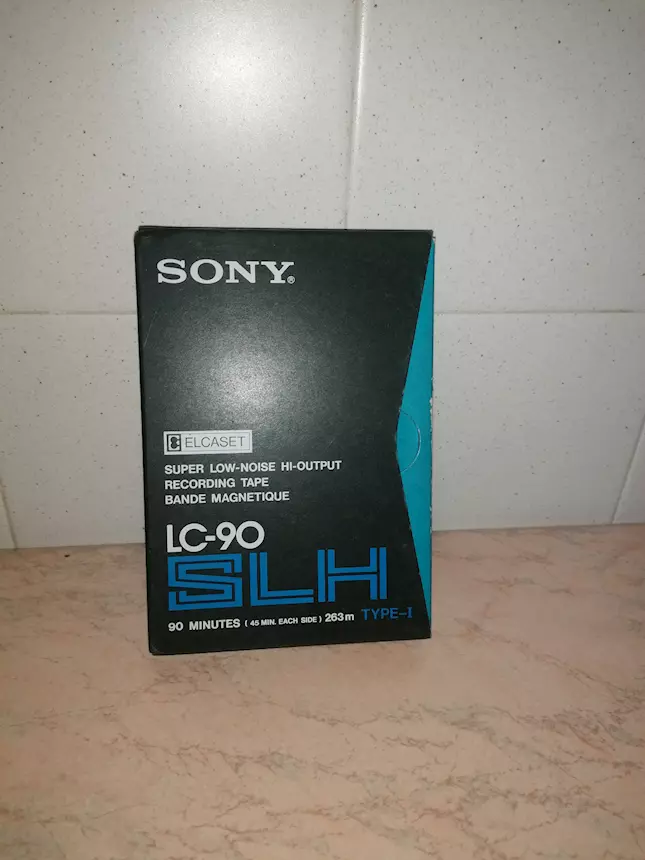 SONY®
ELCASET
SUPER LOW-NOISE HI-OUTPUT
RECORDING TAPE
BANDE MAGNETIQUE
LC-90
SLH
90 MINUTES ( 45 MIN. EACH SIDE ) 263m TYPE-I